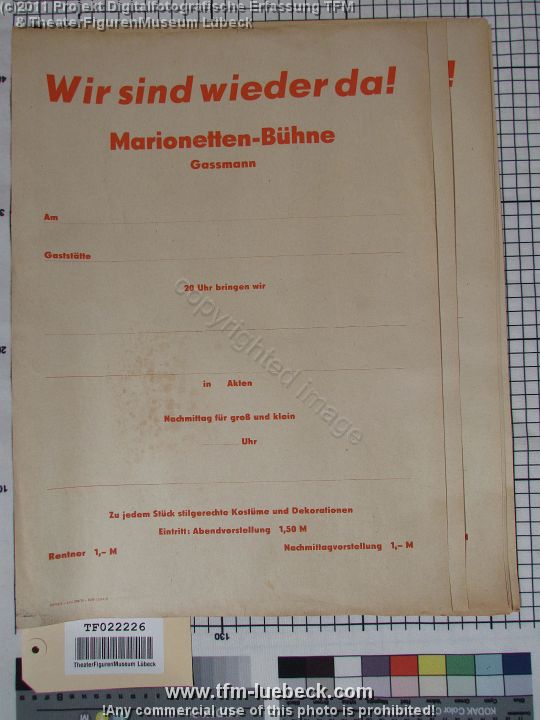 (c)2011 Projekt Digitalfotografische Erfassung TFM
& TheaterFigurenMuseum Lübeck
Wir sind wieder da!
Marionetten-Bühne
Gassmann
Am
Gaststätte
20 Uhr bringen wir
in Akten
Nachmittag für groß und klein
Uhr
Zu jedem Stück stilgerechte Kostüme und Dekorationen
Eintritt: Abendvorstellung 1,50 M
Rentner 1,– M
Nachmittagvorstellung 1,– M
copyrighted image
TF022226
TheaterFigurenMuseum Lübeck
130
www.tfm-luebeck.com
KODAK Color
[Any commercial use of this photo is prohibited!]